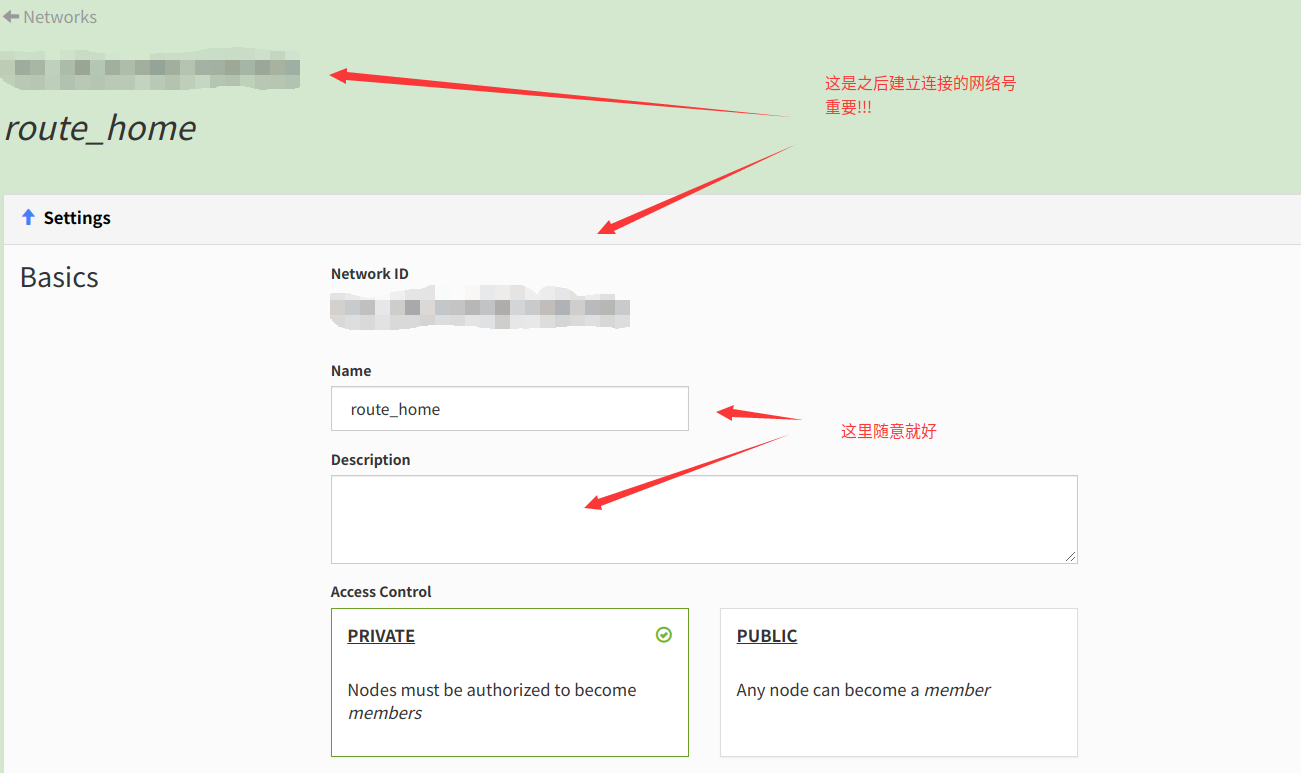 Networks
这是之后建立连接的网络号
重要!!!
route_home
Settings
Basics
Network ID
Name
route_home
这里随意就好
Description
Access Control
PRIVATE
Nodes must be authorized to become
members
PUBLIC
Any node can become a member